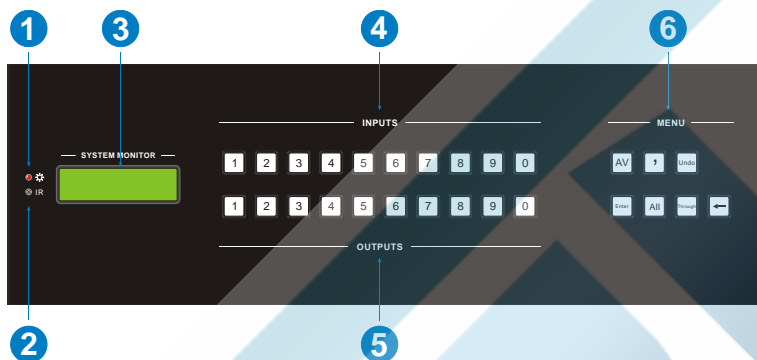 1 3 4 6
INPUTS
MENU
SYSTEM MONITOR
1 2 3 4 5 6 7 8 9 0
AV , Undo
IR
1 2 3 4 5 6 7 8 9 0
Enter All Through ←
OUTPUTS
2 5